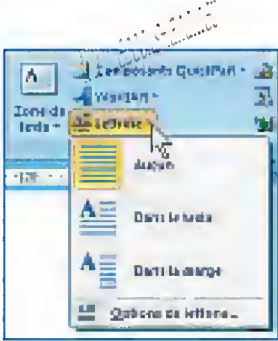 A
Composants QuickPart
WordArt
Zone de
texte
Lettrine
Aucun
Dans le texte
Dans la marge
Options de lettrine...